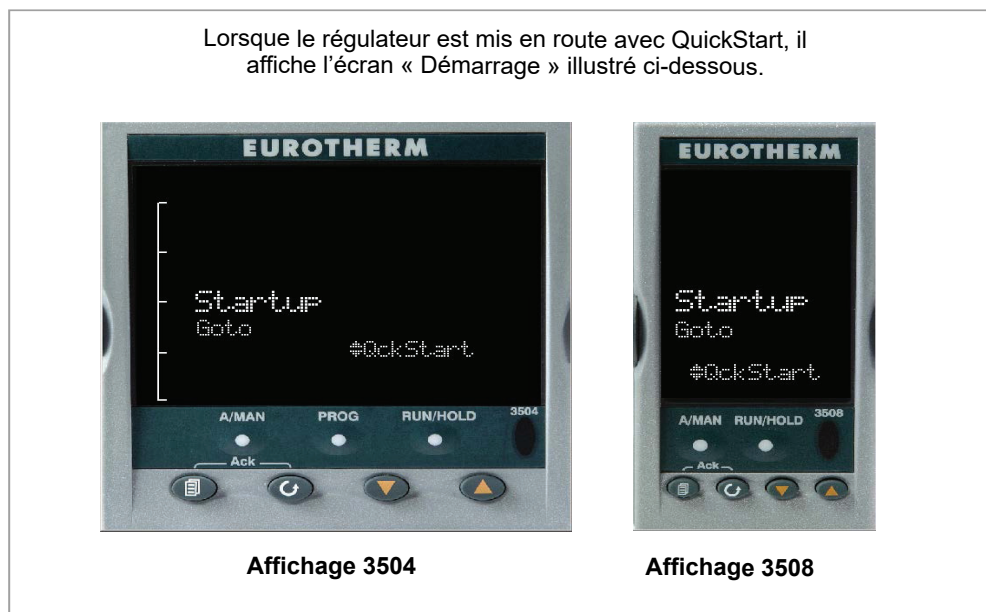 Lorsque le régulateur est mis en route avec QuickStart, il
affiche l’écran « Démarrage » illustré ci-dessous.
EUROTHERM
Startup
Goto
≑QckStart
A/MAN PROG RUN/HOLD 3504
Ack
Affichage 3504
EUROTHERM
Startup
Goto
≑QckStart
A/MAN RUN/HOLD 3508
Ack
Affichage 3508